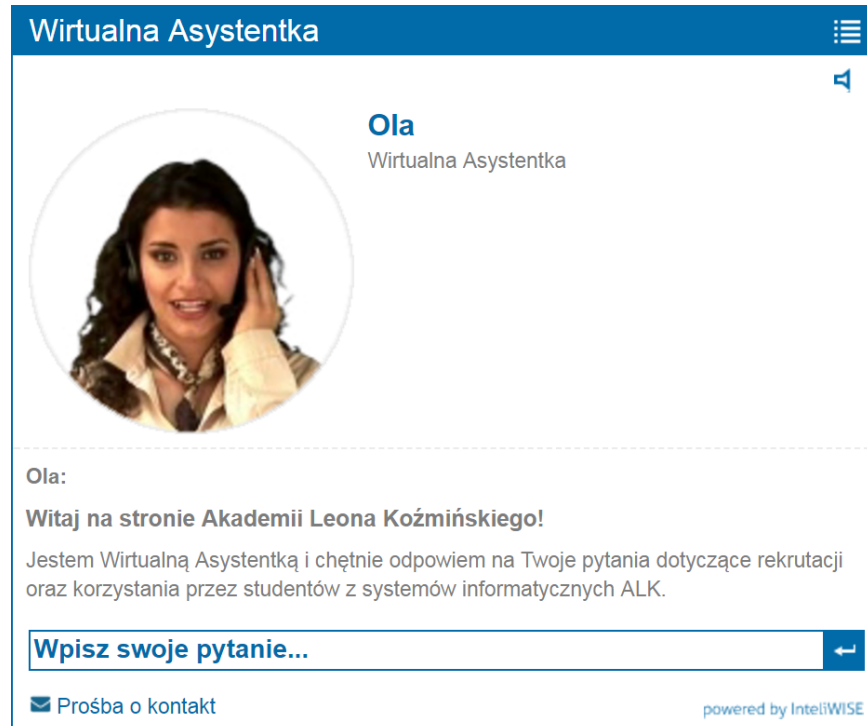 Wirtualna Asystentka
Ola
Wirtualna Asystentka
Ola:
Witaj na stronie Akademii Leona Koźmińskiego!
Jestem Wirtualną Asystentką i chętnie odpowiem na Twoje pytania dotyczące rekrutacji
oraz korzystania przez studentów z systemów informatycznych ALK.
Wpisz swoje pytanie...
Prośba o kontakt
powered by InteliWISE